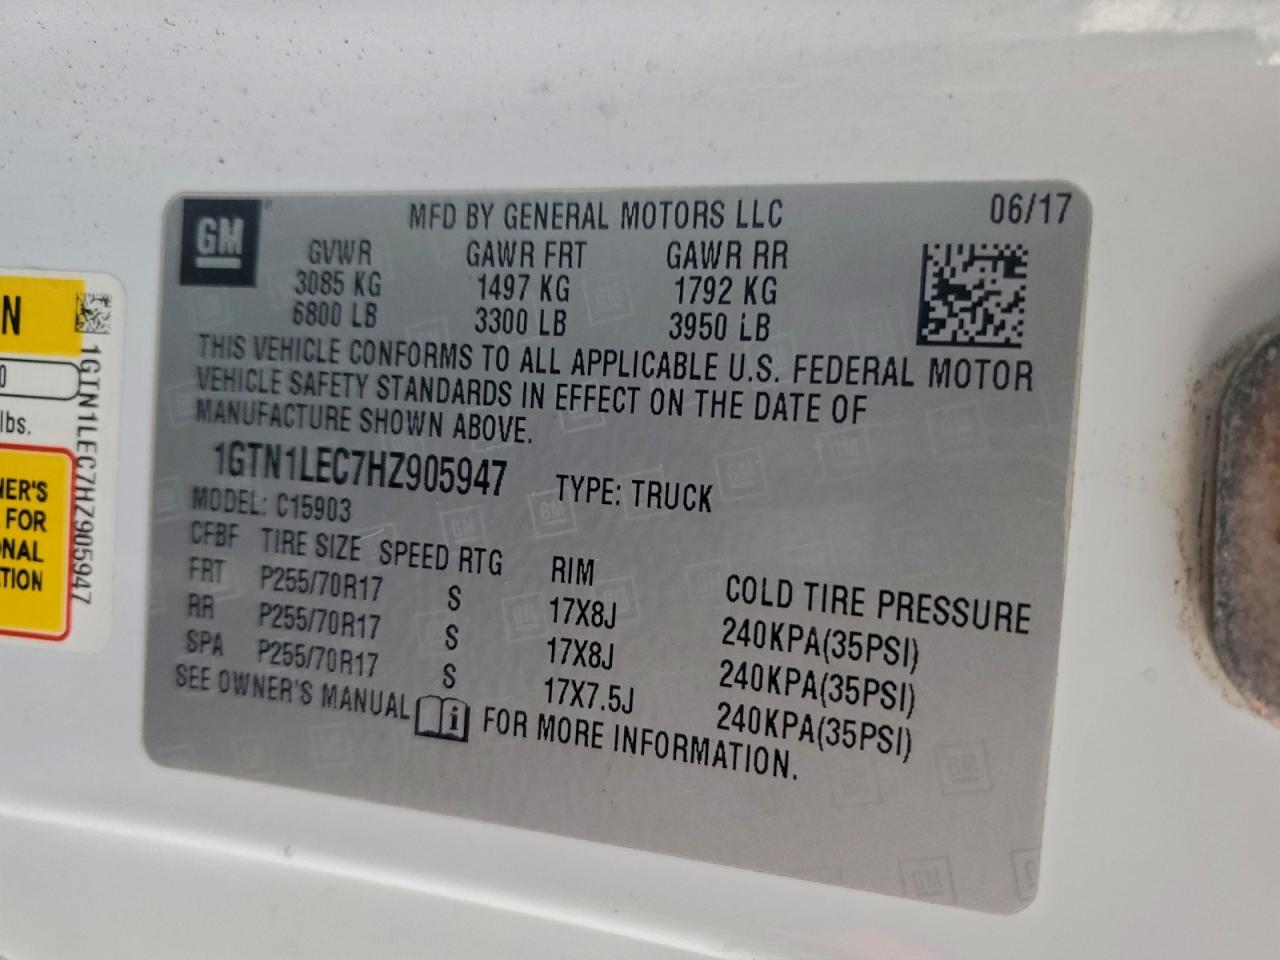 GM
MFD BY GENERAL MOTORS LLC
06/17
GVWR GAWR FRT GAWR RR
3085 KG 1497 KG 1792 KG
6800 LB 3300 LB 3950 LB
THIS VEHICLE CONFORMS TO ALL APPLICABLE U.S. FEDERAL MOTOR
VEHICLE SAFETY STANDARDS IN EFFECT ON THE DATE OF
MANUFACTURE SHOWN ABOVE.
1GTN1LEC7HZ905947 TYPE: TRUCK
MODEL: C15903
CFBF TIRE SIZE SPEED RTG RIM COLD TIRE PRESSURE
FRT P255/70R17 S 17X8J 240KPA(35PSI)
RR P255/70R17 S 17X8J 240KPA(35PSI)
SPA P255/70R17 S 17X7.5J 240KPA(35PSI)
SEE OWNER'S MANUAL i FOR MORE INFORMATION.
N
0
lbs.
NER'S
FOR
NAL
TION
1GTN1LEC7HZ905947